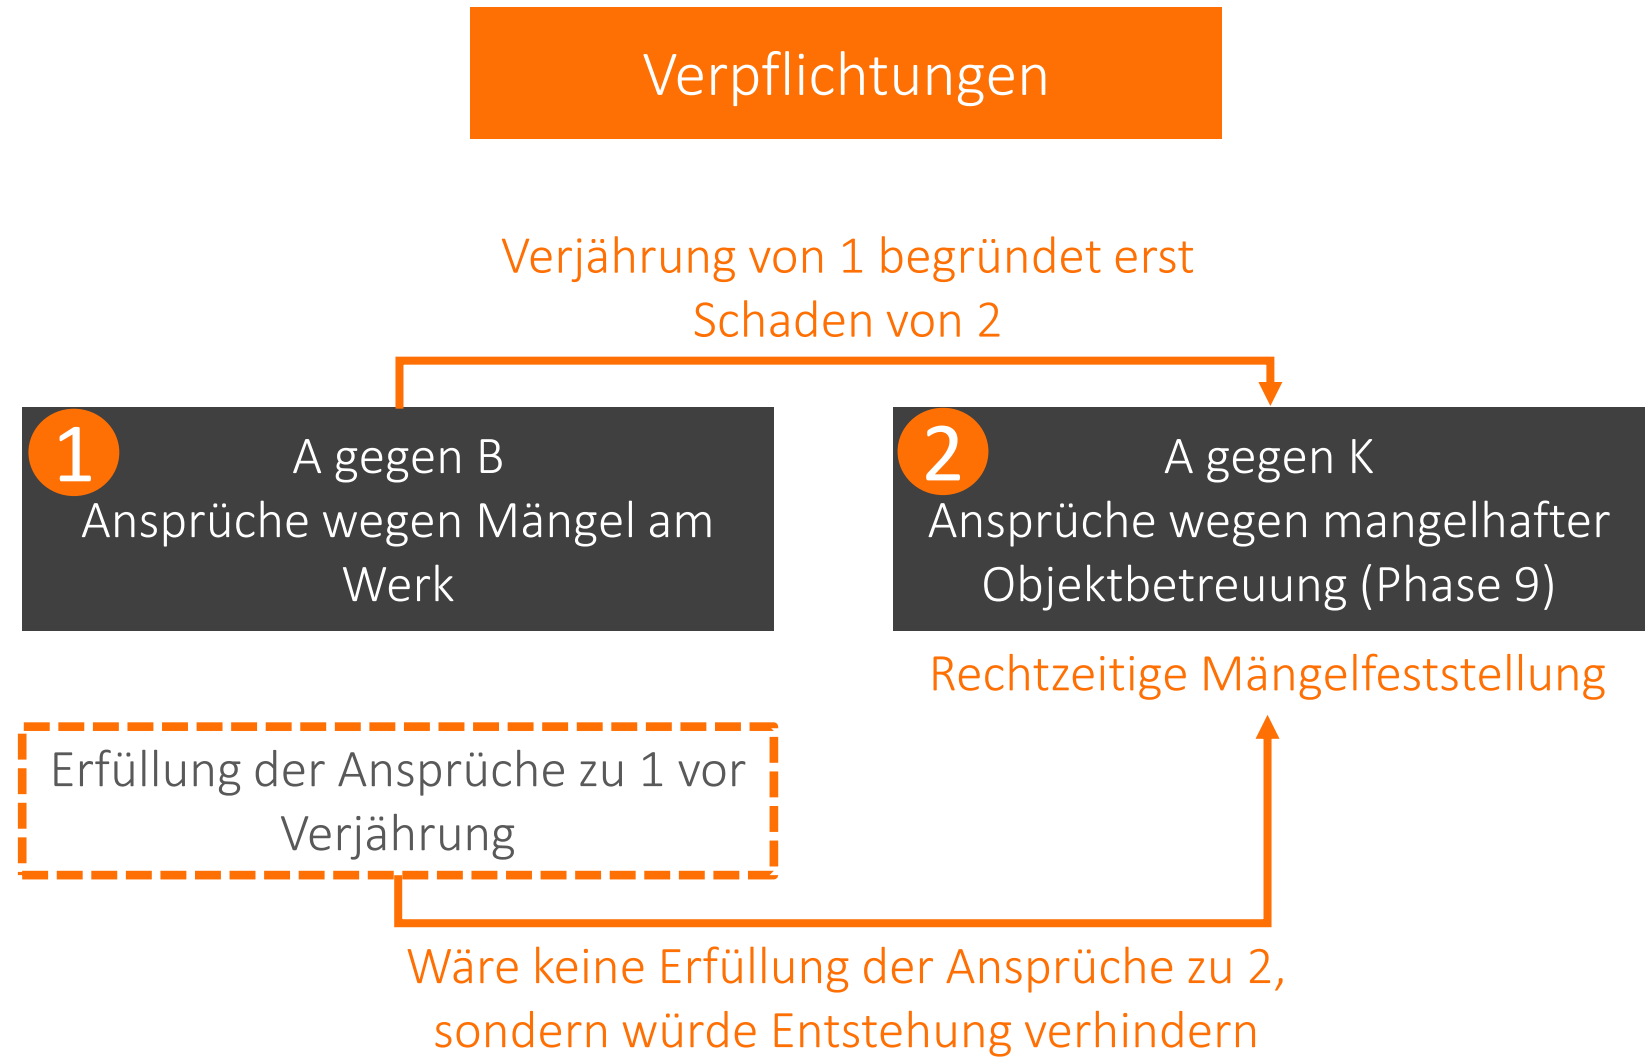 Verpflichtungen
Verjährung von 1 begründet erst
Schaden von 2
1
A gegen B
Ansprüche wegen Mängel am
Werk
2
A gegen K
Ansprüche wegen mangelhafter
Objektbetreuung (Phase 9)
Rechtzeitige Mängelfeststellung
Erfüllung der Ansprüche zu 1 vor
Verjährung
Wäre keine Erfüllung der Ansprüche zu 2,
sondern würde Entstehung verhindern